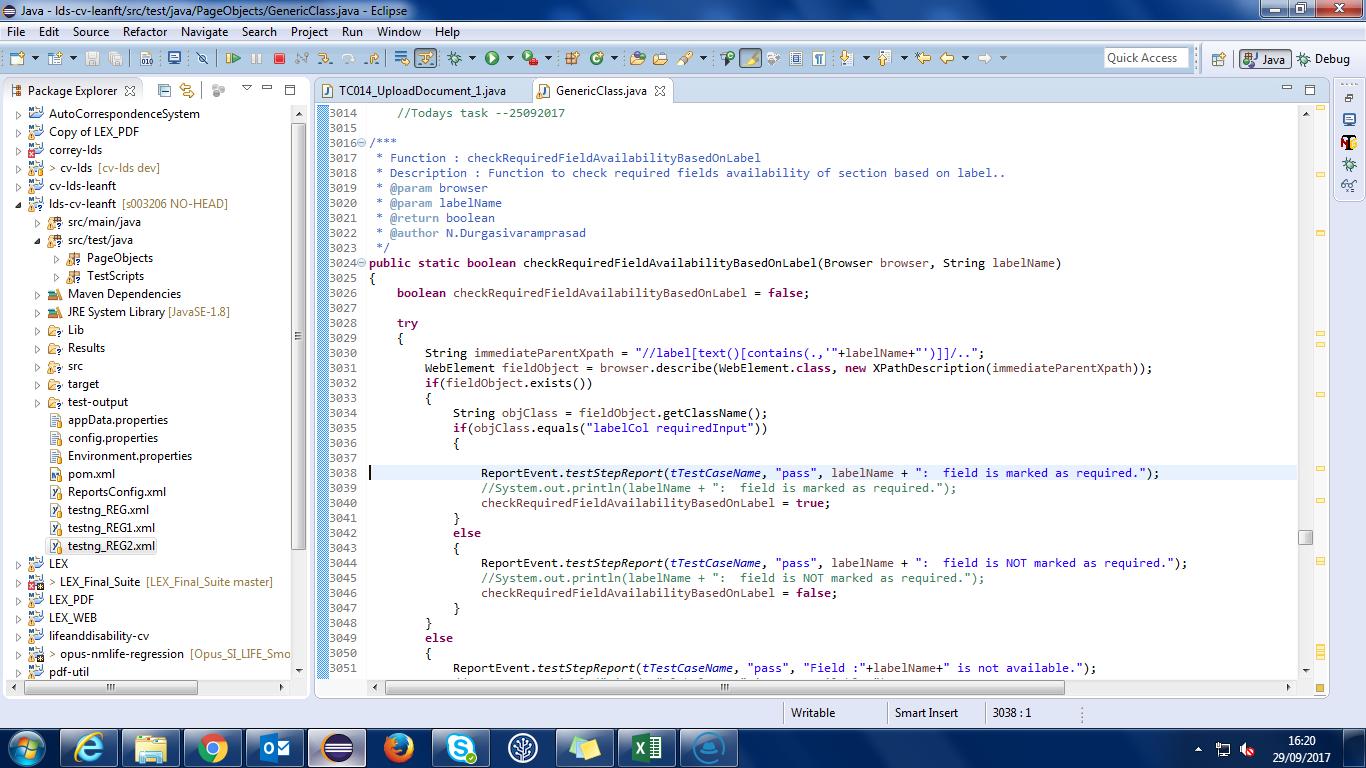 Java - lds-cv-leanft/src/test/java/PageObjects/GenericClass.java - Eclipse
File Edit Source Refactor Navigate Search Project Run Window Help
Quick Access Java Debug
Package Explorer
AutoCorrespondenceSystem
Copy of LEX_PDF
correy-lds
> cv-lds [cv-lds dev]
cv-lds-leanft
lds-cv-leanft [s003206 NO-HEAD]
src/main/java
src/test/java
PageObjects
TestScripts
Maven Dependencies
JRE System Library [JavaSE-1.8]
Lib
Results
src
target
test-output
appData.properties
config.properties
Environment.properties
pom.xml
ReportsConfig.xml
testng_REG.xml
testng_REG1.xml
testng_REG2.xml
LEX
> LEX_Final_Suite [LEX_Final_Suite master]
LEX_PDF
LEX_WEB
lifeanddisability-cv
> opus-nmlife-regression [Opus_SI_LIFE_Smo
pdf-util
TC014_UploadDocument_1.java GenericClass.java
3014 //Todays task --25092017
3015
3016 /***
3017 * Function : checkRequiredFieldAvailabilityBasedOnLabel
3018 * Description : Function to check required fields availability of section based on label..
3019 * @param browser
3020 * @param labelName
3021 * @return boolean
3022 * @author N.Durgasivaramprasad
3023 */
3024 public static boolean checkRequiredFieldAvailabilityBasedOnLabel(Browser browser, String labelName)
3025 {
3026 boolean checkRequiredFieldAvailabilityBasedOnLabel = false;
3027
3028 try
3029 {
3030 String immediateParentXpath = "//label[text()[contains(.,'"+labelName+"')]]/..";
3031 WebElement fieldObject = browser.describe(WebElement.class, new XPathDescription(immediateParentXpath));
3032 if(fieldObject.exists())
3033 {
3034 String objClass = fieldObject.getClassName();
3035 if(objClass.equals("labelCol requiredInput"))
3036 {
3037
3038 ReportEvent.testStepReport(tTestCaseName, "pass", labelName + ":  field is marked as required.");
3039 //System.out.println(labelName + ":  field is marked as required.");
3040 checkRequiredFieldAvailabilityBasedOnLabel = true;
3041 }
3042 else
3043 {
3044 ReportEvent.testStepReport(tTestCaseName, "pass", labelName + ":  field is NOT marked as required.");
3045 //System.out.println(labelName + ":  field is NOT marked as required.");
3046 checkRequiredFieldAvailabilityBasedOnLabel = false;
3047 }
3048 }
3049 else
3050 {
3051 ReportEvent.testStepReport(tTestCaseName, "pass", "Field :"+labelName+" is not available.");
Writable Smart Insert 3038 : 1
16:20
29/09/2017